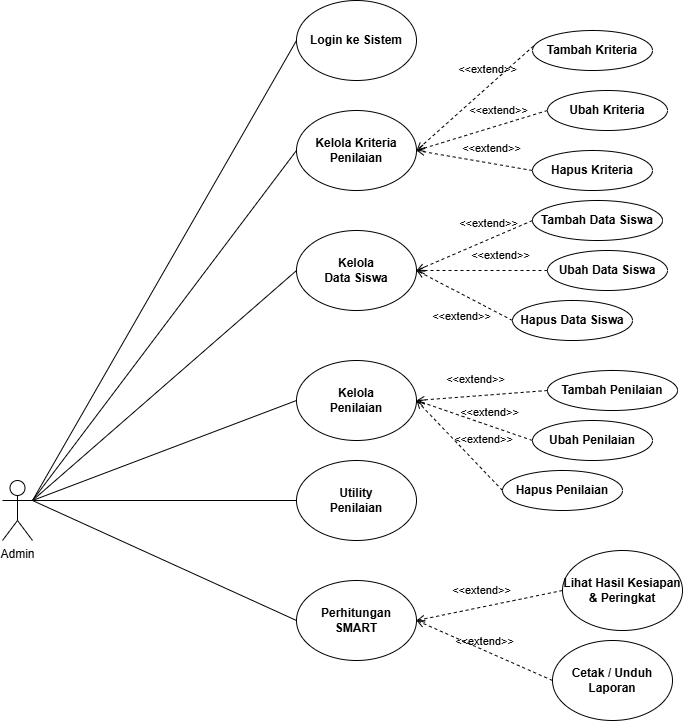 Login ke Sistem
Tambah Kriteria
<<extend>>
Ubah Kriteria
<<extend>>
Kelola Kriteria
Penilaian
<<extend>>
Hapus Kriteria
Tambah Data Siswa
<<extend>>
Kelola
Data Siswa
<<extend>>
Ubah Data Siswa
<<extend>>
Hapus Data Siswa
Kelola
Penilaian
<<extend>>
Tambah Penilaian
<<extend>>
Ubah Penilaian
<<extend>>
Hapus Penilaian
Utility
Penilaian
Admin
Perhitungan
SMART
<<extend>>
Lihat Hasil Kesiapan
& Peringkat
<<extend>>
Cetak / Unduh
Laporan